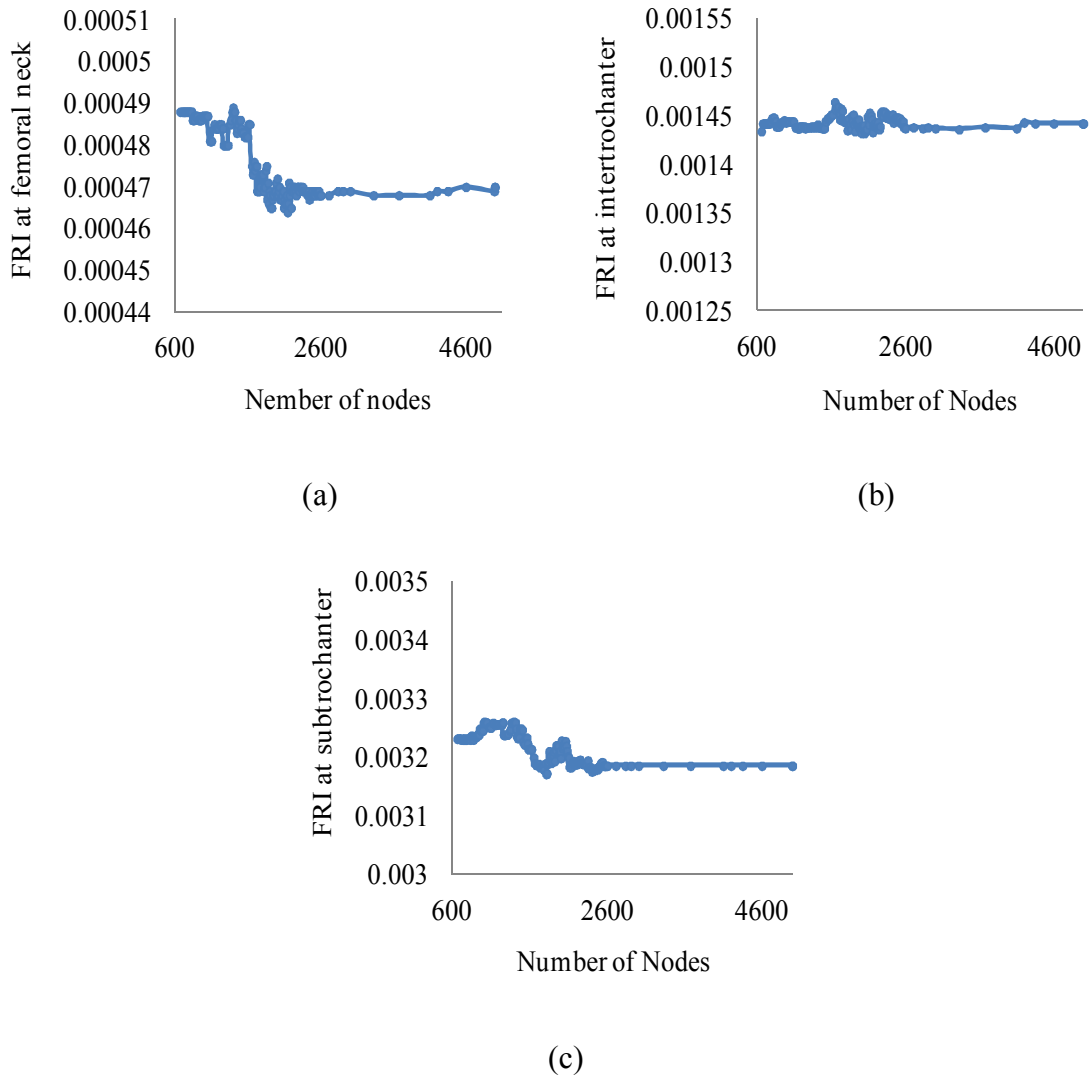 0.00051
0.0005
0.00049
0.00048
0.00047
0.00046
0.00045
0.00044
FRI at femoral neck
600 2600 4600
Nember of nodes
(a)
0.00155
0.0015
0.00145
0.0014
0.00135
0.0013
0.00125
FRI at intertrochanter
600 2600 4600
Number of Nodes
(b)
0.0035
0.0034
0.0033
0.0032
0.0031
0.003
FRI at subtrochanter
600 2600 4600
Number of Nodes
(c)